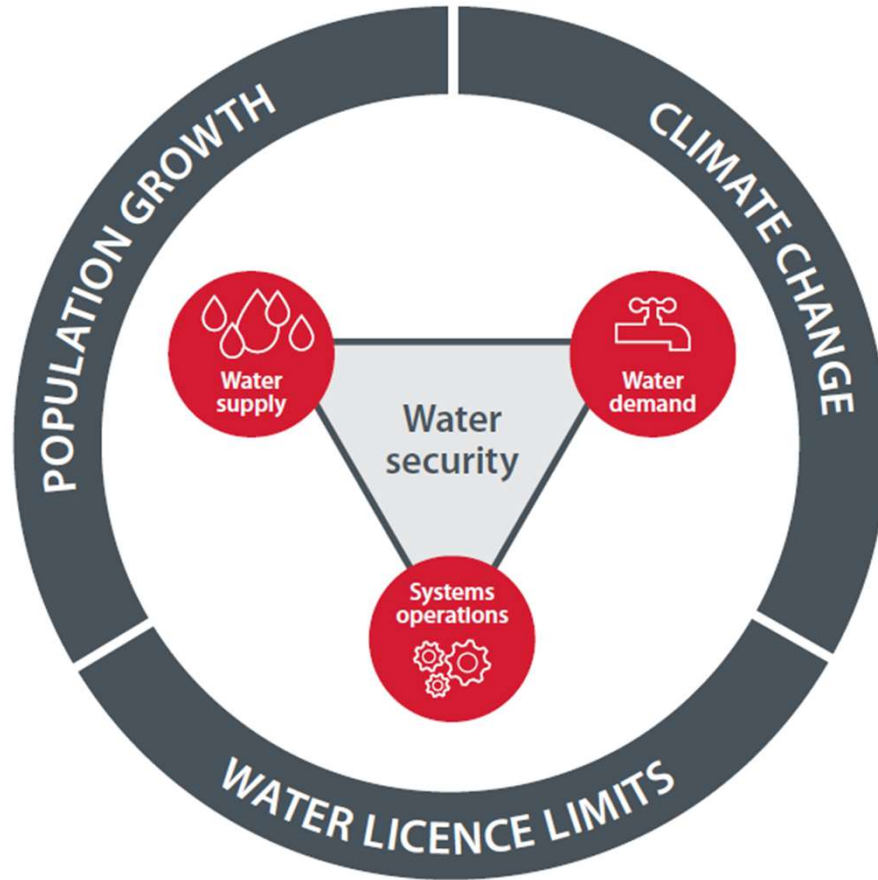 POPULATION GROWTH
CLIMATE CHANGE
Water
supply
Water
demand
Water
security
Systems
operations
WATER LICENCE LIMITS